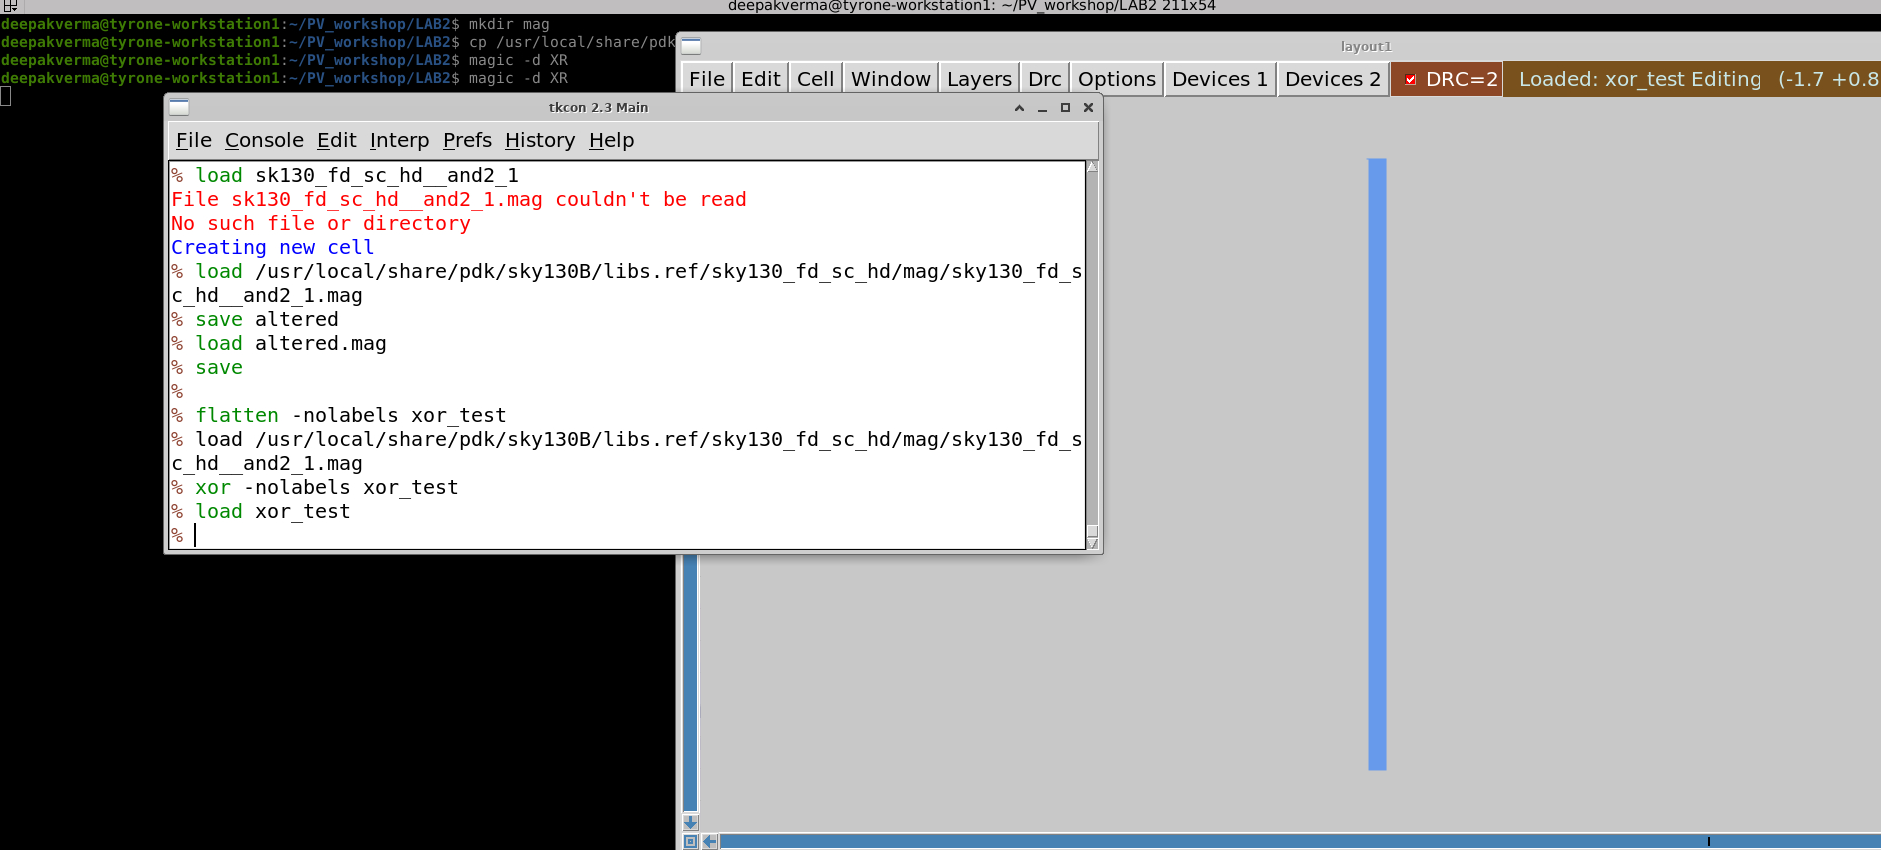 deepakverma@tyrone-workstation1: ~/PV_workshop/LAB2 211x54
deepakverma@tyrone-workstation1:~/PV_workshop/LAB2$ mkdir mag
deepakverma@tyrone-workstation1:~/PV_workshop/LAB2$ cp /usr/local/share/pdk
deepakverma@tyrone-workstation1:~/PV_workshop/LAB2$ magic -d XR
deepakverma@tyrone-workstation1:~/PV_workshop/LAB2$ magic -d XR
layout1
File Edit Cell Window Layers Drc Options Devices 1 Devices 2 DRC=2 Loaded: xor_test Editing (-1.7 +0.8
tkcon 2.3 Main
File Console Edit Interp Prefs History Help
% load sk130_fd_sc_hd__and2_1
File sk130_fd_sc_hd__and2_1.mag couldn't be read
No such file or directory
Creating new cell
% load /usr/local/share/pdk/sky130B/libs.ref/sky130_fd_sc_hd/mag/sky130_fd_s
c_hd__and2_1.mag
% save altered
% load altered.mag
% save
%
% flatten -nolabels xor_test
% load /usr/local/share/pdk/sky130B/libs.ref/sky130_fd_sc_hd/mag/sky130_fd_s
c_hd__and2_1.mag
% xor -nolabels xor_test
% load xor_test
%